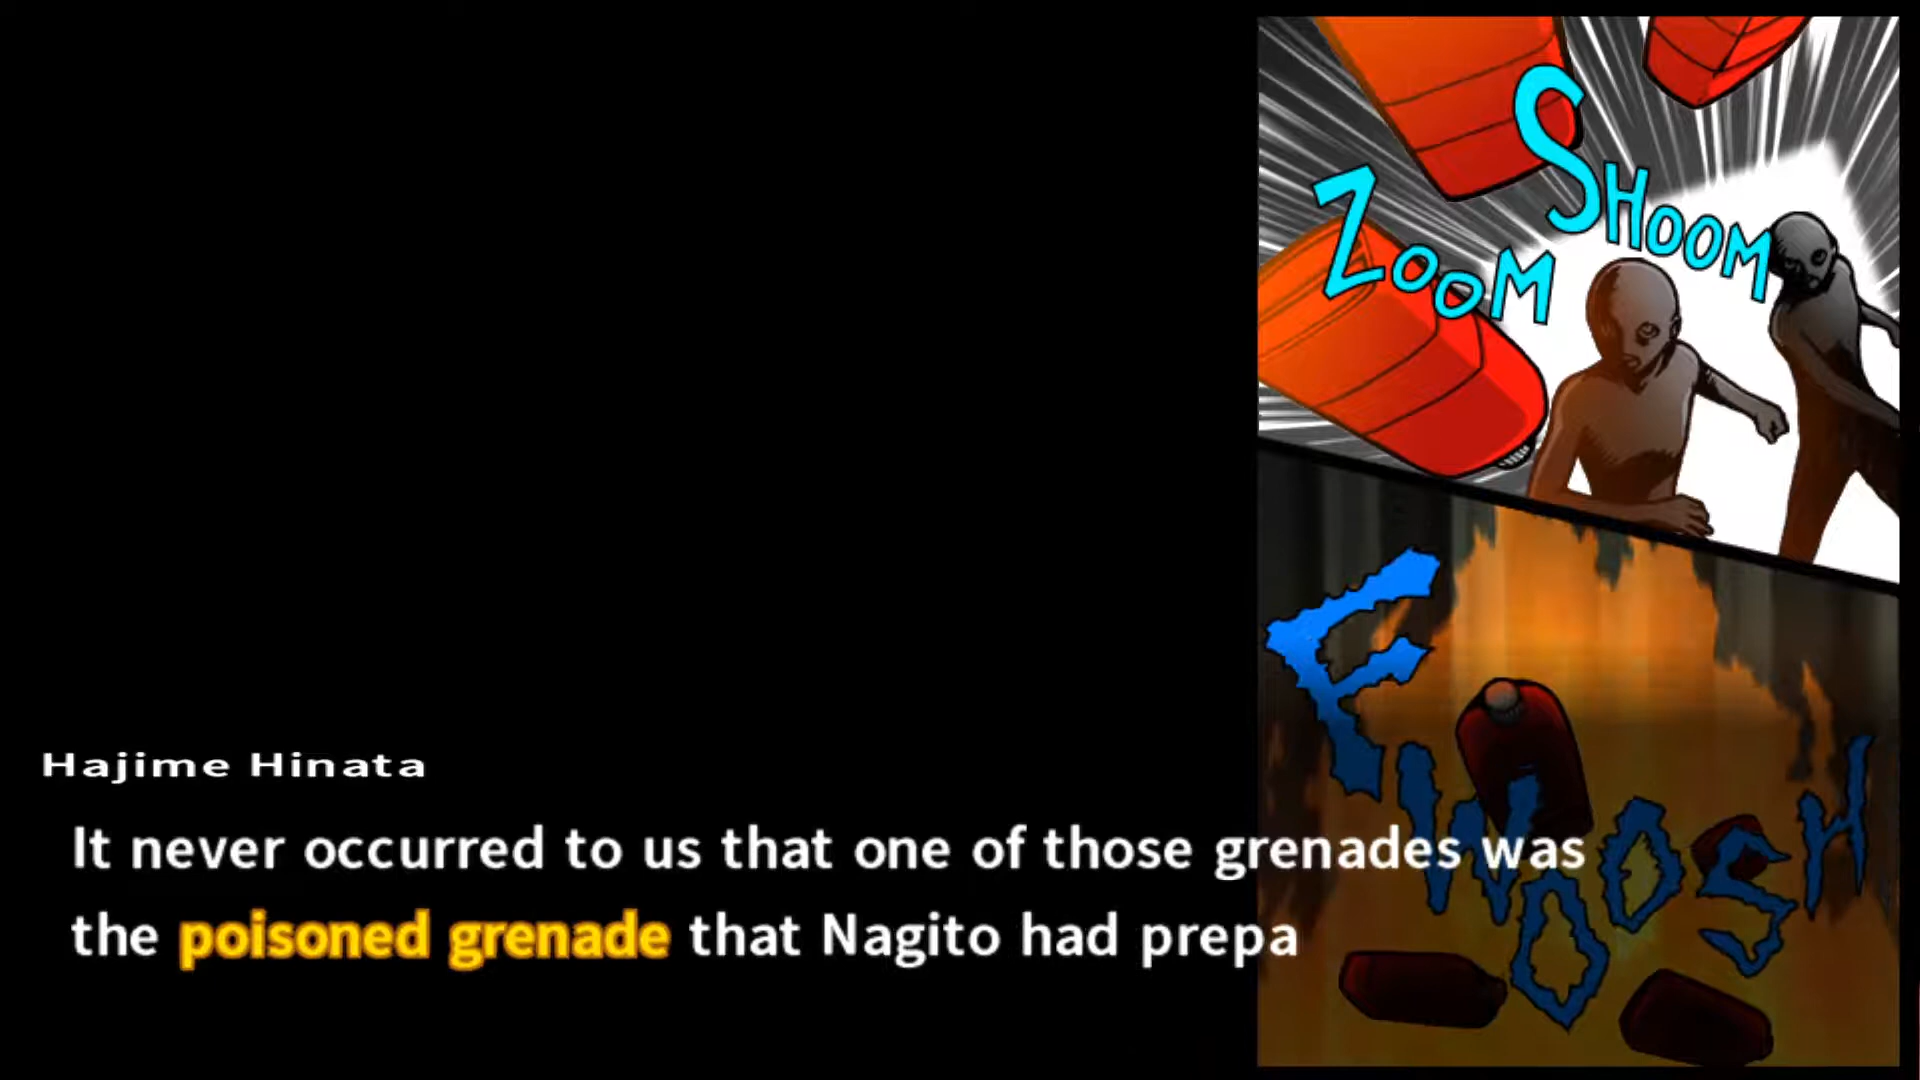 ZOOM
SHOOM
FWOOSH
Hajime Hinata
It never occurred to us that one of those grenades was
the poisoned grenade that Nagito had prepa